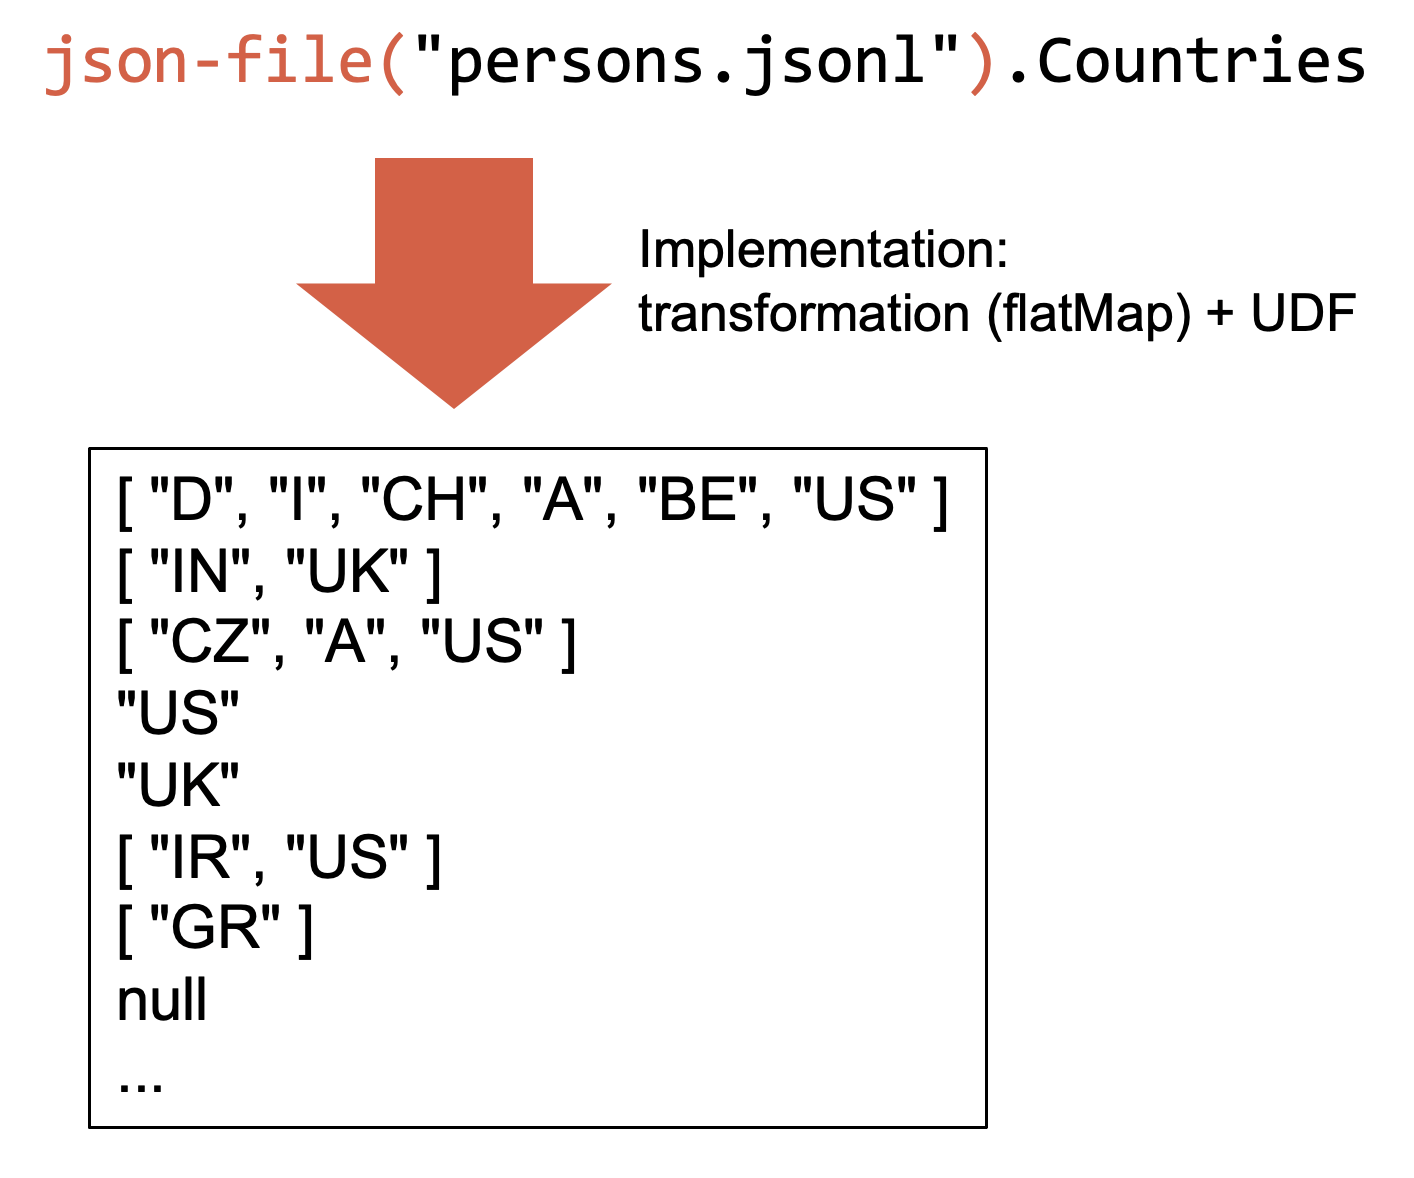 json-file("persons.jsonl").Countries
Implementation:
transformation (flatMap) + UDF
[ "D", "I", "CH", "A", "BE", "US" ]
[ "IN", "UK" ]
[ "CZ", "A", "US" ]
"US"
"UK"
[ "IR", "US" ]
[ "GR" ]
null
...